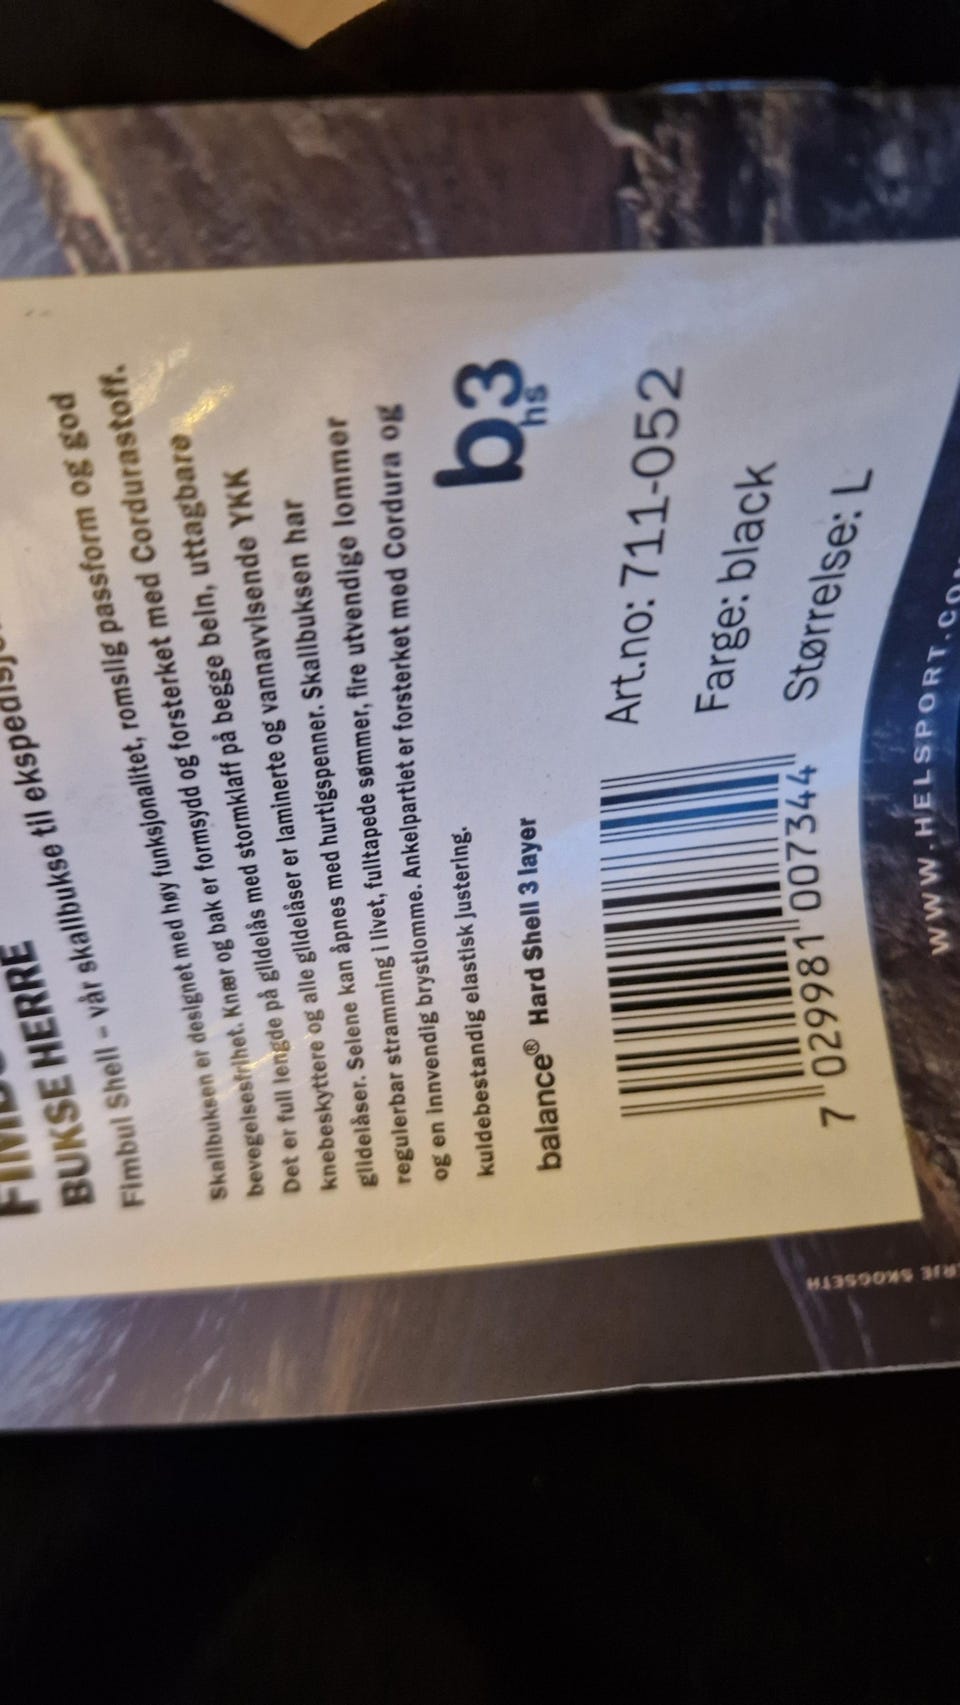 BUKSE HERRE
Fimbul Shell – vår skallbukse til
Skallbuksen er designet med høy funksjonalitet, romslig passform og god
bevegelsesfrihet. Knær og bak er formsydd og forsterket med Cordurastoff.
Det er full lengde på glidelås med stormklaff på begge bein, uttagbare
knebeskyttere og alle glidelåser er laminerte og vannavvisende YKK
glidelåser. Selene kan åpnes med hurtigspenner. Skallbuksen har
regulerbar stramming i livet, fulltapede sømmer, fire utvendige lommer
og en innvendig brystlomme. Ankelpartiet er forsterket med Cordura og
kuldebestandig elastisk justering.
balance® Hard Shell 3 layer
b3
hs
Art.no: 711-052
Farge: black
Størrelse: L
7 029981 007344
WWW.HELSPORT.CO
SKOGSETH